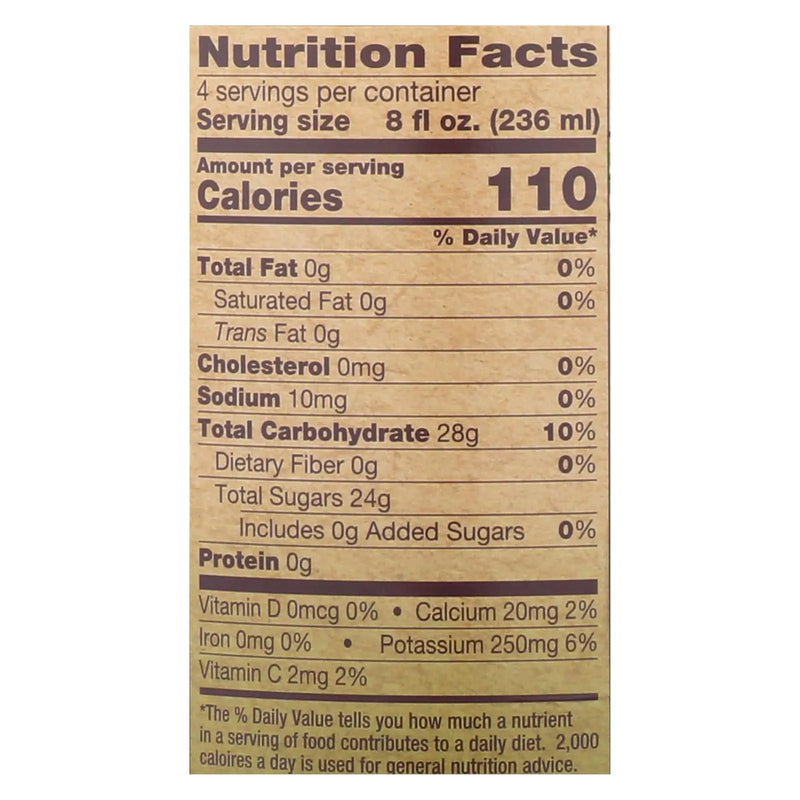 Nutrition Facts
4 servings per container
Serving size 8 fl oz. (236 ml)
Amount per serving
Calories 110
% Daily Value*
Total Fat 0g 0%
Saturated Fat 0g 0%
Trans Fat 0g
Cholesterol 0mg 0%
Sodium 10mg 0%
Total Carbohydrate 28g 10%
Dietary Fiber 0g 0%
Total Sugars 24g
Includes 0g Added Sugars 0%
Protein 0g
Vitamin D 0mcg 0% • Calcium 20mg 2%
Iron 0mg 0% • Potassium 250mg 6%
Vitamin C 2mg 2%
*The % Daily Value tells you how much a nutrient
in a serving of food contributes to a daily diet. 2,000
caloires a day is used for general nutrition advice.